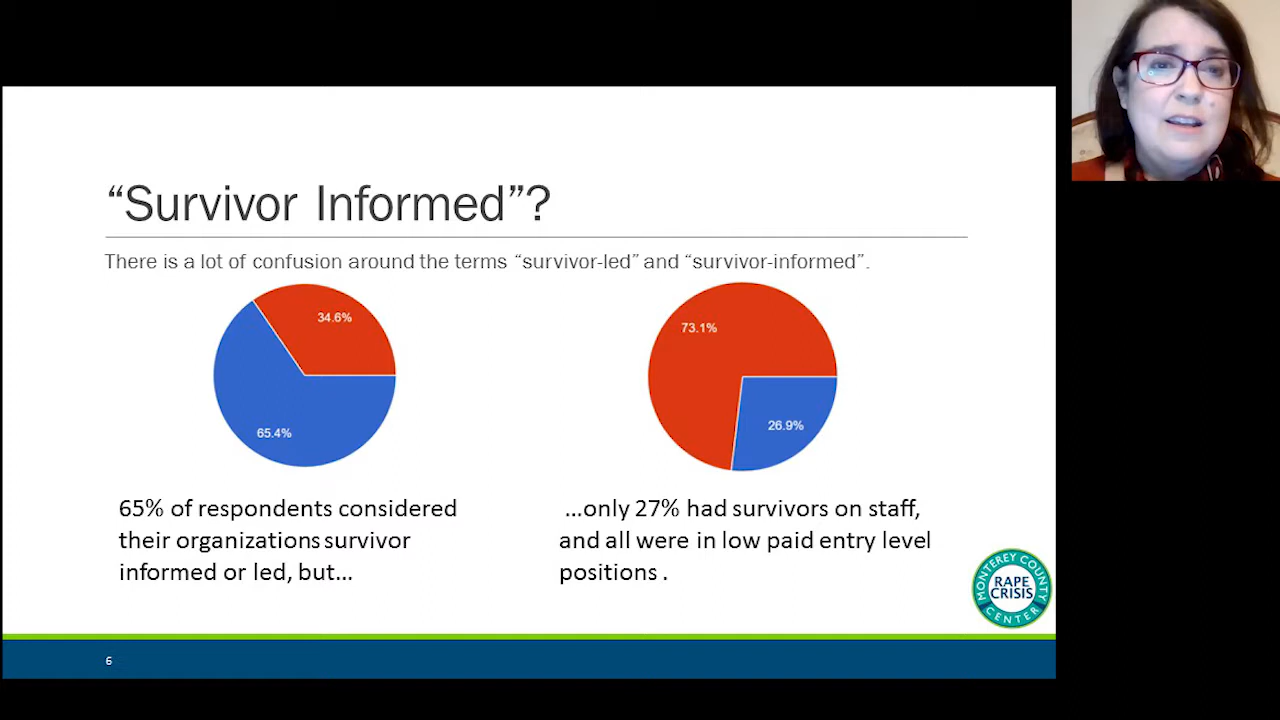 “Survivor Informed”?
There is a lot of confusion around the terms “survivor-led” and “survivor-informed”.
34.6%
65.4%
73.1%
26.9%
65% of respondents considered
their organizations survivor
informed or led, but…
…only 27% had survivors on staff,
and all were in low paid entry level
positions .
MONTEREY COUNTY
RAPE
CRISIS
CENTER
6